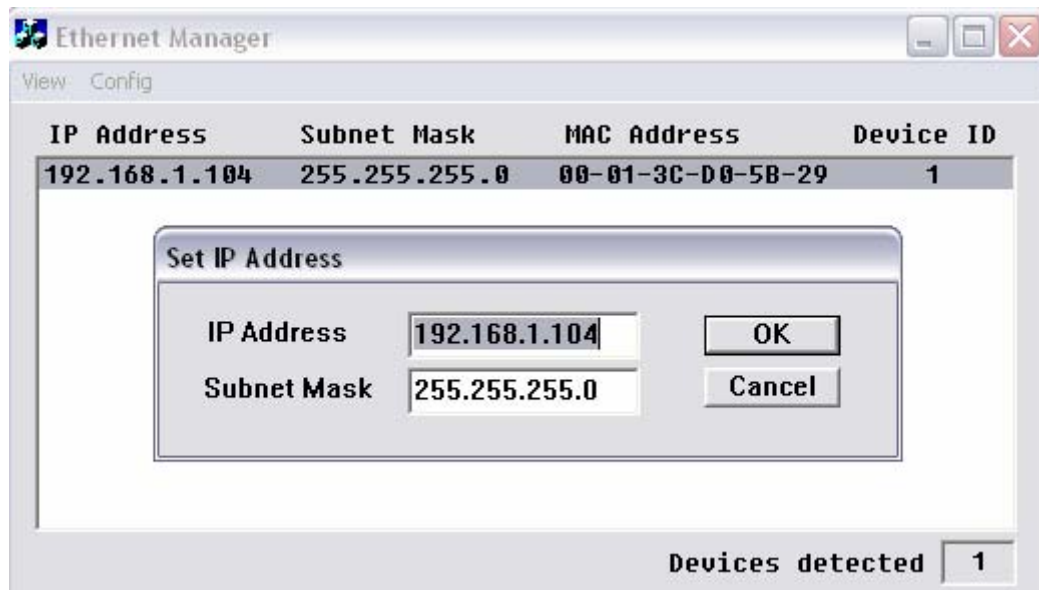 Ethernet Manager
View Config
IP Address Subnet Mask MAC Address Device ID
192.168.1.104 255.255.255.0 00-01-3C-D0-5B-29 1
Set IP Address
IP Address 192.168.1.104 OK
Subnet Mask 255.255.255.0 Cancel
Devices detected 1